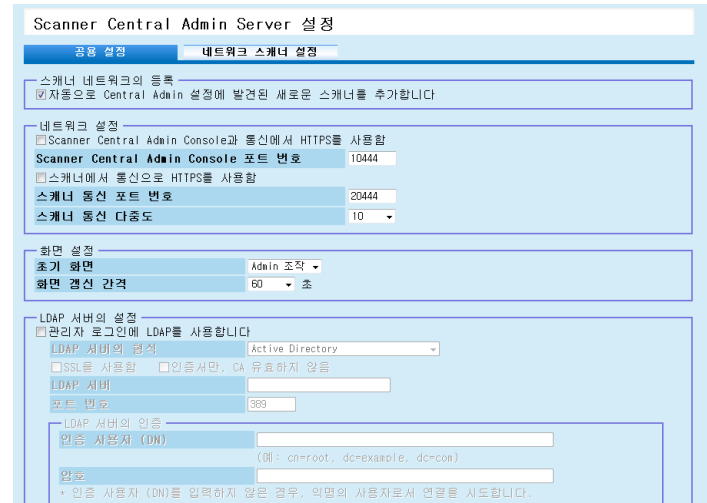 Scanner Central Admin Server 설정
공용 설정 네트워크 스캐너 설정
스캐너 네트워크의 등록
자동으로 Central Admin 설정에 발견된 새로운 스캐너를 추가합니다
네트워크 설정
Scanner Central Admin Console과 통신에서 HTTPS를 사용함
Scanner Central Admin Console 포트 번호 10444
스캐너에서 통신으로 HTTPS를 사용함
스캐너 통신 포트 번호 20444
스캐너 통신 다중도 10
화면 설정
초기 화면 Admin 조작
화면 갱신 간격 60 초
LDAP 서버의 설정
관리자 로그인에 LDAP를 사용합니다
LDAP 서버의 형식 Active Directory
SSL를 사용함 인증서만, CA 유효하지 않음
LDAP 서버
포트 번호 389
LDAP 서버의 인증
인증 사용자 (DN)
(예: cn=root, dc=example, dc=com)
암호
* 인증 사용자 (DN)를 입력하지 않은 경우, 익명의 사용자로서 연결을 시도합니다.